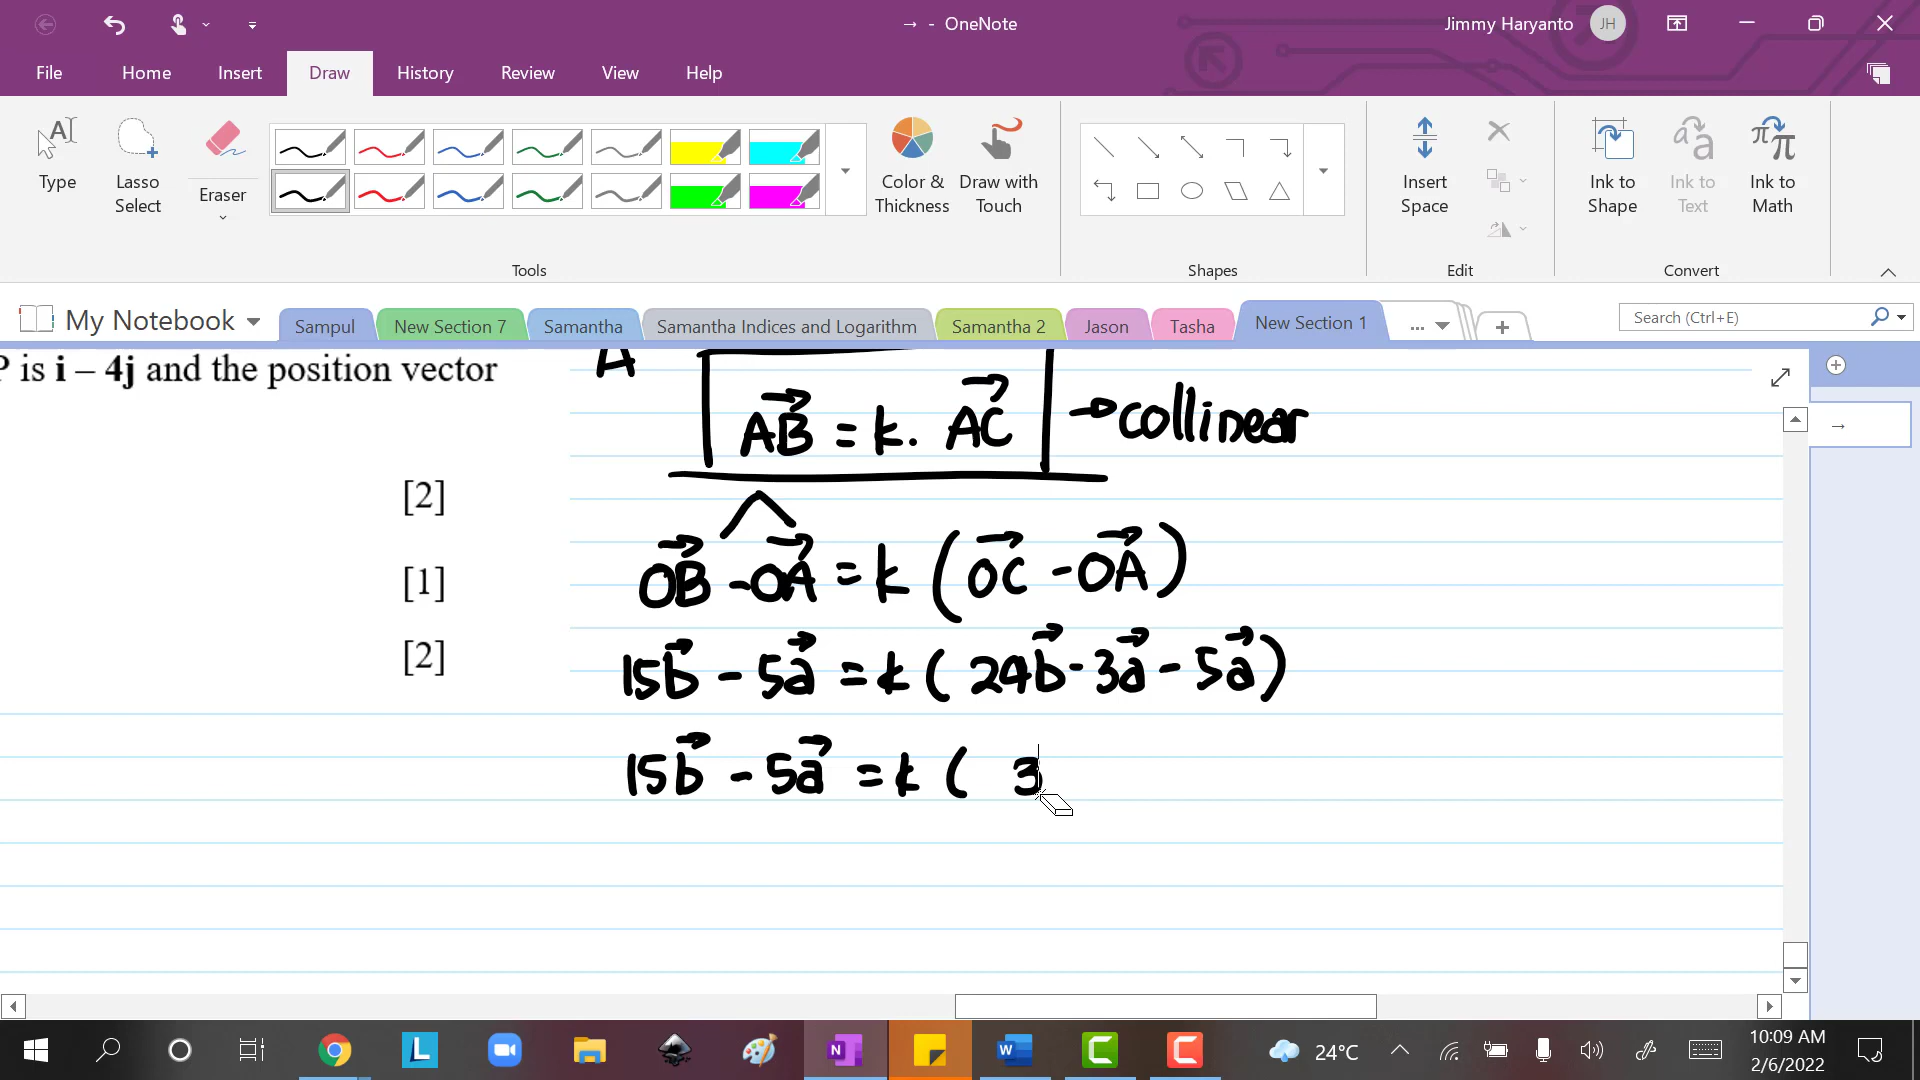 → - OneNote
Jimmy Haryanto JH
File Home Insert Draw History Review View Help
Type
Lasso Select
Eraser
Color & Thickness
Draw with Touch
Insert Space
Ink to Shape
Ink to Text
Ink to Math
Tools Shapes Edit Convert
My Notebook Sampul New Section 7 Samantha Samantha Indices and Logarithm Samantha 2 Jason Tasha New Section 1 ... + Search (Ctrl+E)
P is i – 4j and the position vector
[2]
[1]
[2]
A
→
AB⃗ = k. AC⃗ → collinear
OB⃗ - OA⃗ = k (OC⃗ - OA⃗)
15b⃗ - 5a⃗ = k ( 24b⃗ - 3a⃗ - 5a⃗ )
15b⃗ - 5a⃗ = k ( 3
L N W C C
24°C
10:09 AM
2/6/2022